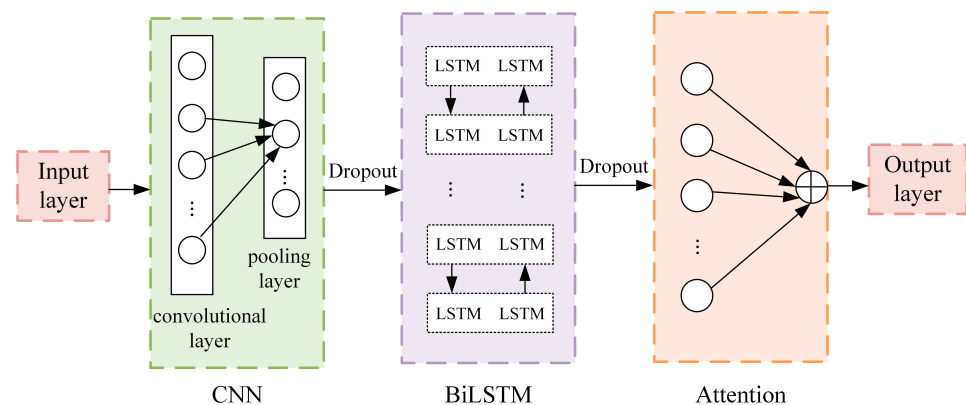 Input
layer
convolutional
layer
pooling
layer
...
...
CNN
Dropout
LSTM LSTM
LSTM LSTM
... ...
LSTM LSTM
LSTM LSTM
BiLSTM
Dropout
...
Attention
Output
layer